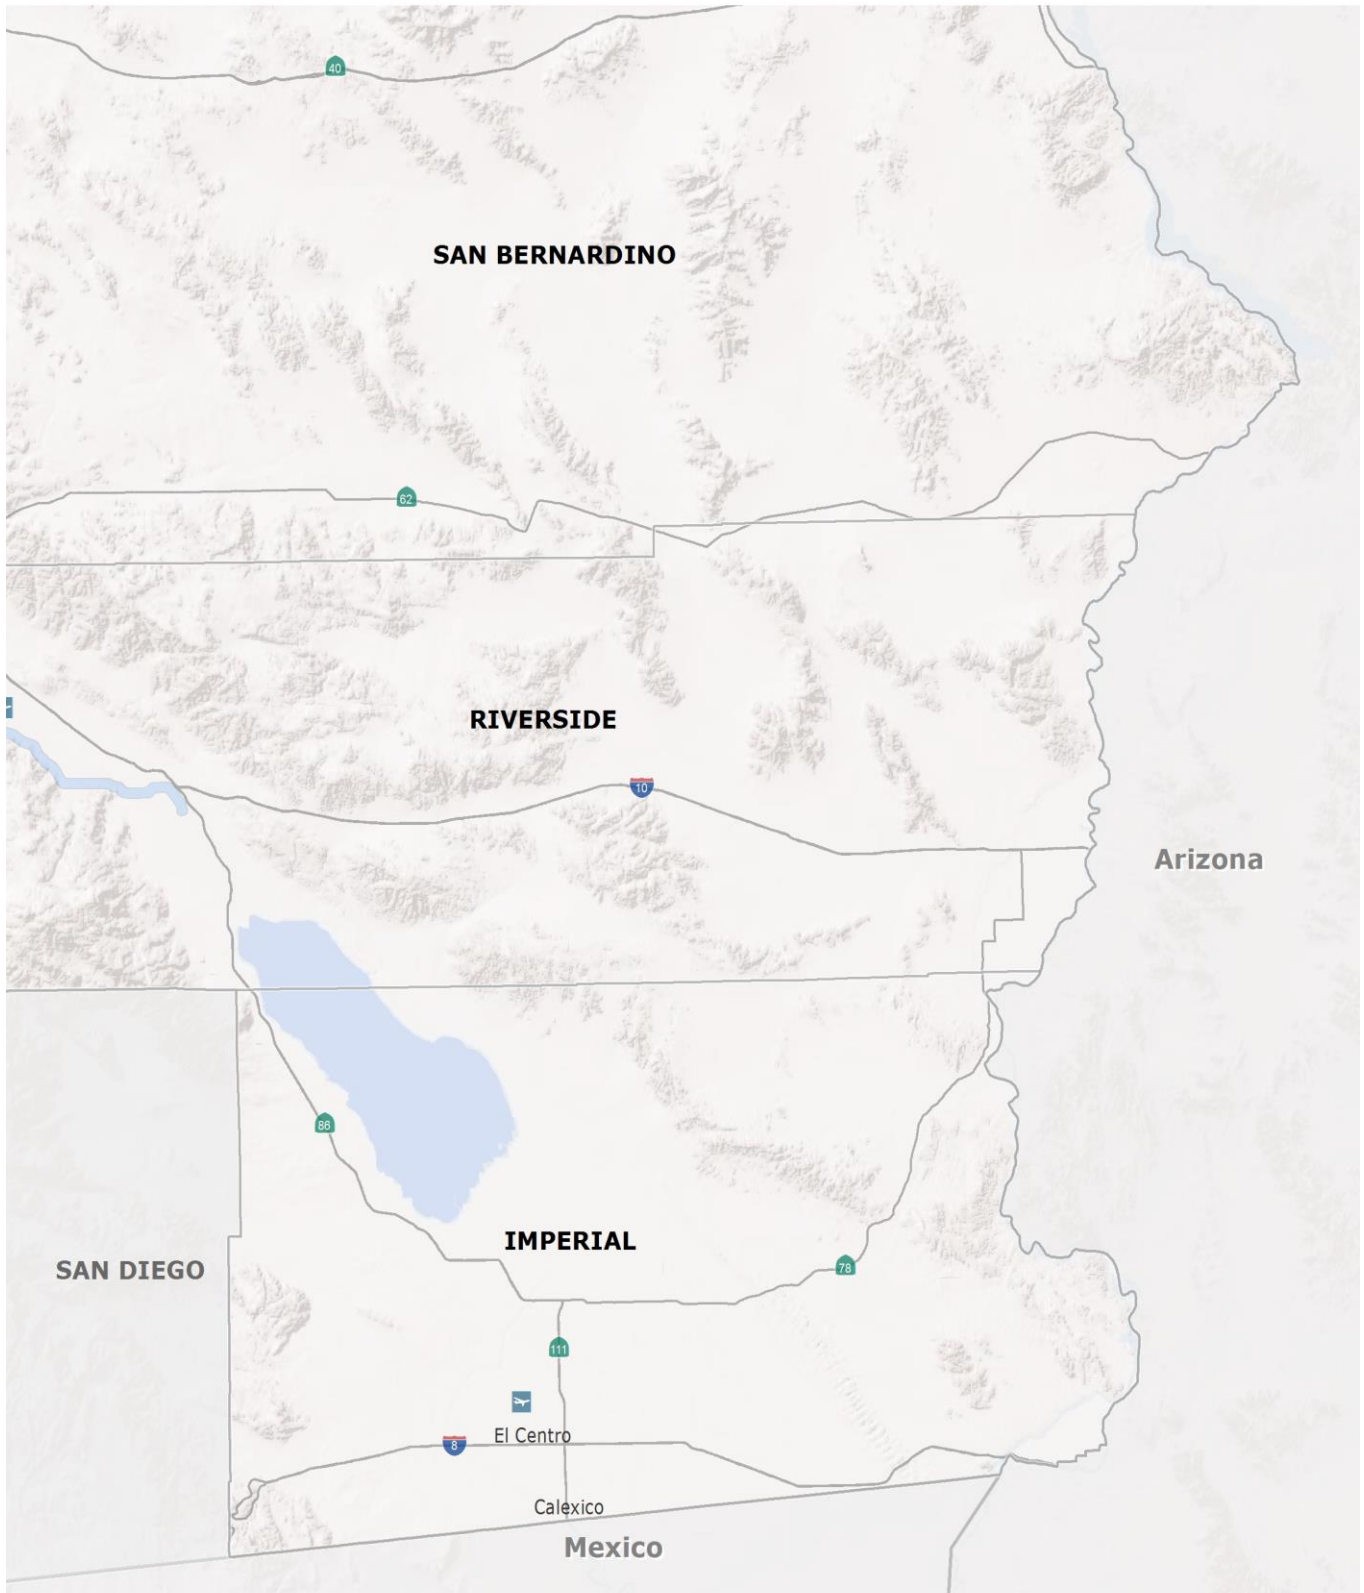 40
SAN BERNARDINO
62
RIVERSIDE
10
Arizona
86
IMPERIAL
SAN DIEGO
78
111
El Centro
8
Calexico
Mexico